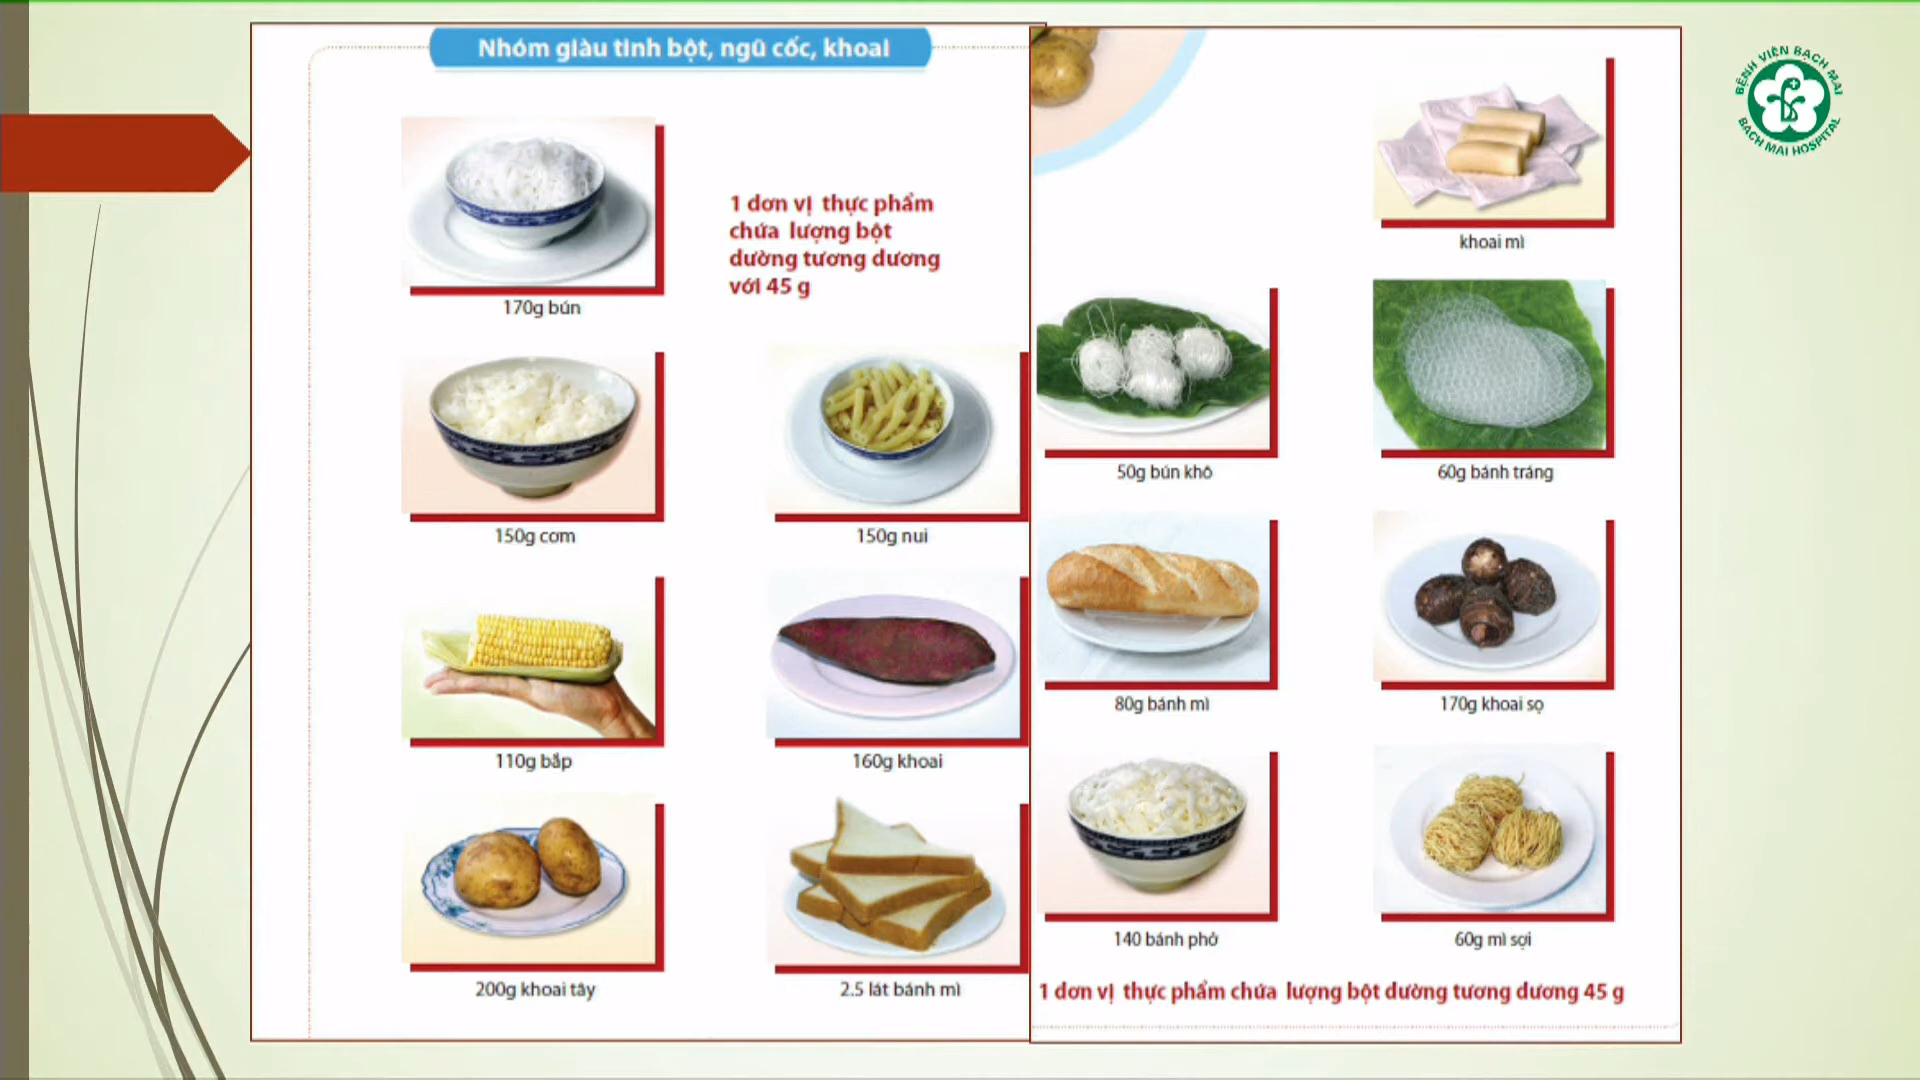 Nhóm giàu tinh bột, ngũ cốc, khoai
170g bún
1 đơn vị thực phẩm
chứa lượng bột
đường tương đương
với 45 g
150g cơm
150g nui
110g bắp
160g khoai
200g khoai tây
2.5 lát bánh mì
khoai mì
50g bún khô
60g bánh tráng
80g bánh mì
170g khoai sọ
140 bánh phở
60g mì sợi
1 đơn vị thực phẩm chứa lượng bột đường tương đương 45 g
BỆNH VIỆN BẠCH MAI
BACH MAI HOSPITAL